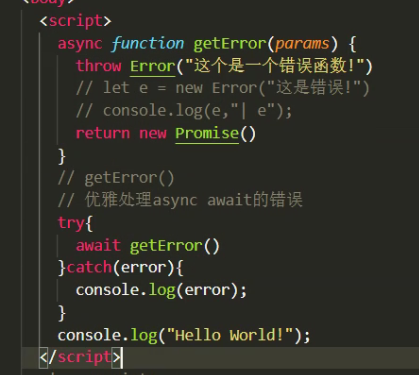 <body>
<script>
async function getError(params) {
throw Error("这个是一个错误函数!")
// let e = new Error("这是错误!")
// console.log(e,"| e");
return new Promise()
}
// getError()
// 优雅处理async await的错误
try{
await getError()
}catch(error){
console.log(error);
}
console.log("Hello World!");
</script>